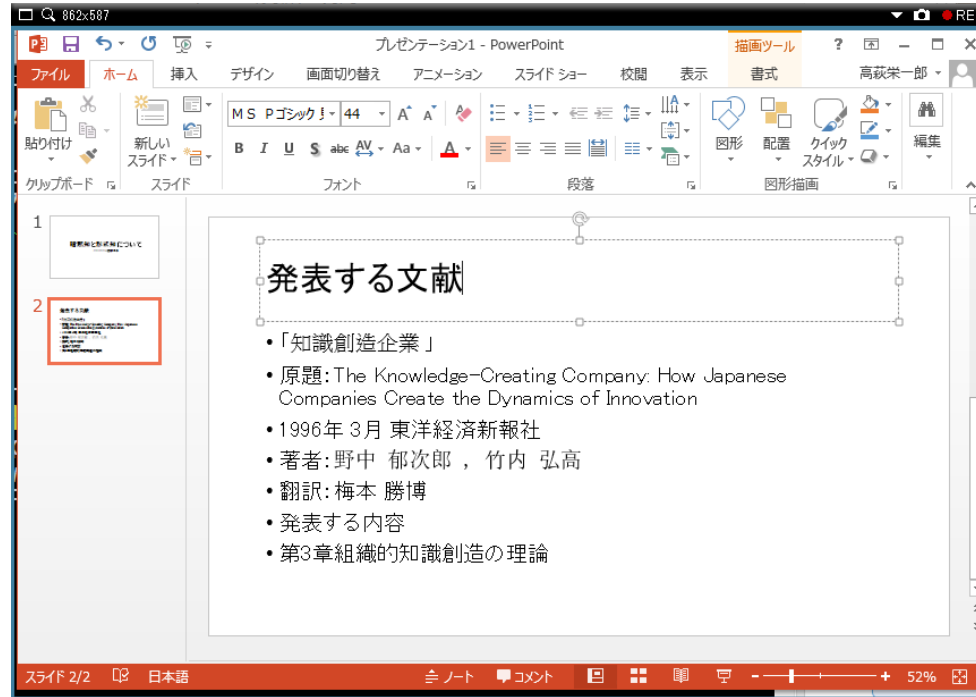 862x587
RE
プレゼンテーション1 - PowerPoint
描画ツール
?
ファイル
ホーム
挿入
デザイン
画面切り替え
アニメーション
スライド ショー
校閲
表示
書式
高萩栄一郎
貼り付け
新しい
スライド
ＭＳ Ｐゴシック
44
B I U S abc AV Aa A
図形
配置
クイック
スタイル
編集
クリップボード
スライド
フォント
段落
図形描画
1
2
発表する文献
•「知識創造企業 」
• 原題: The Knowledge-Creating Company: How Japanese
Companies Create the Dynamics of Innovation
• 1996年 3月 東洋経済新報社
• 著者: 野中 郁次郎 , 竹内 弘高
• 翻訳: 梅本 勝博
• 発表する内容
• 第3章組織的知識創造の理論
スライド 2/2
日本語
ノート
コメント
52%